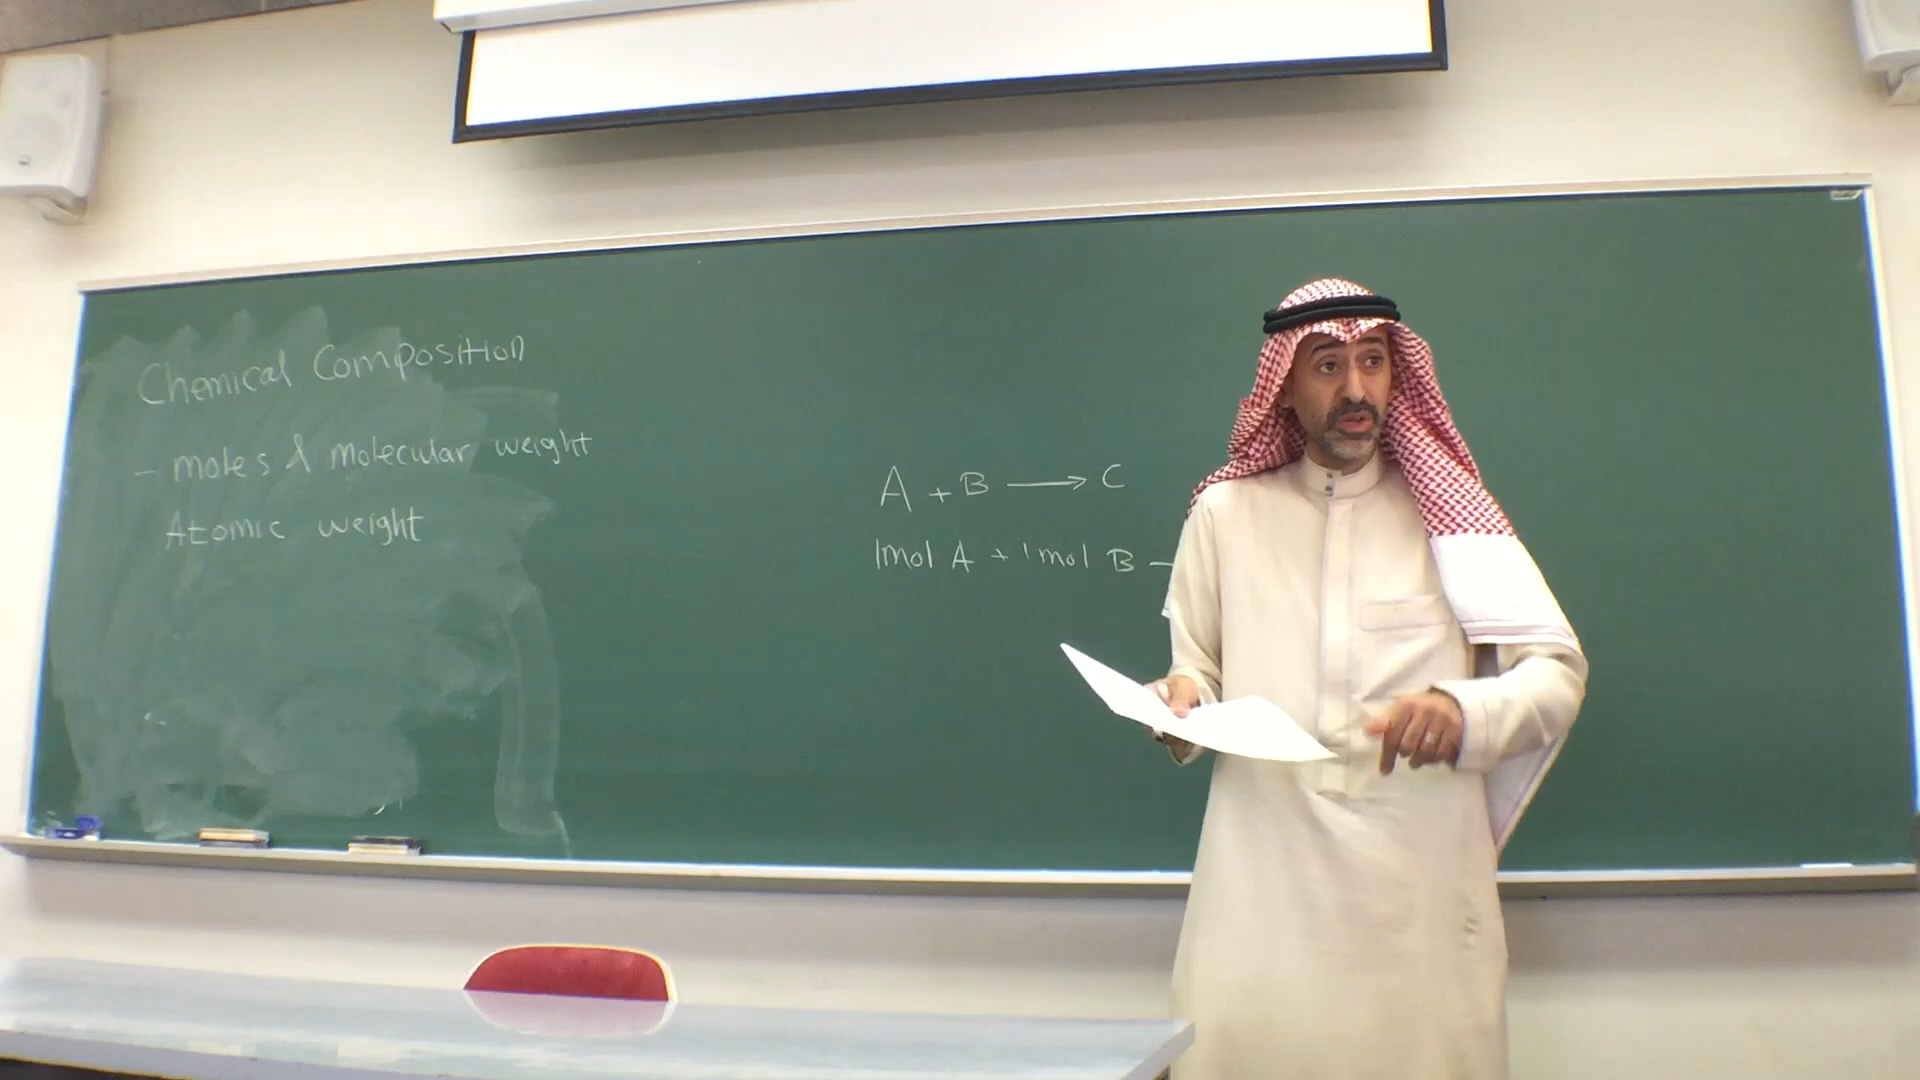 Chemical Composition
- moles & molecular weight
Atomic weight
A + B ⟶ C
1mol A + 1mol B —